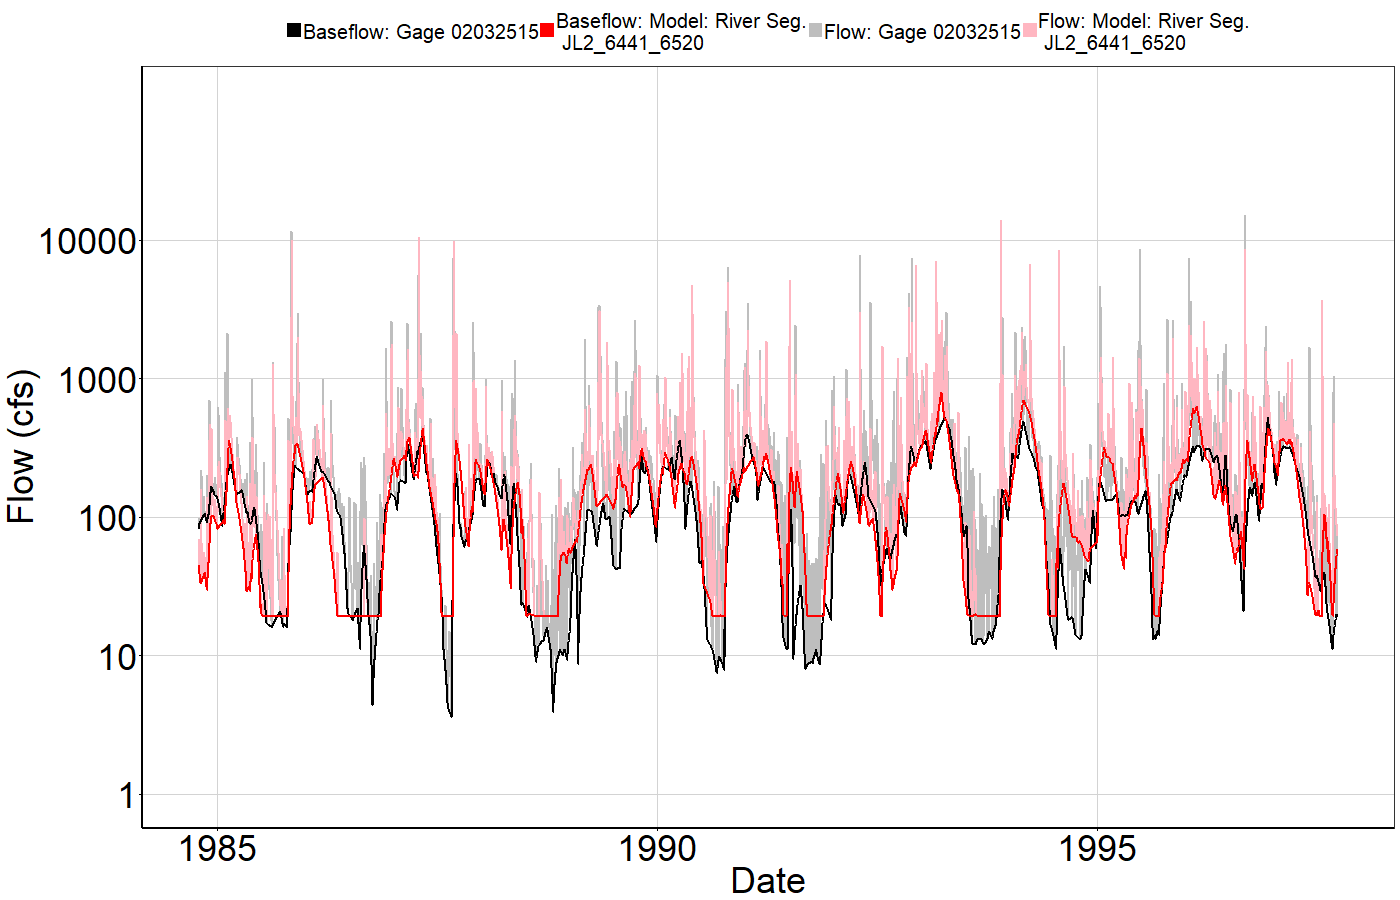 Baseflow: Gage 02032515
Baseflow: Model: River Seg.
JL2_6441_6520
Flow: Gage 02032515
Flow: Model: River Seg.
JL2_6441_6520
Flow (cfs)
10000
1000
100
10
1
1985
1990
1995
Date